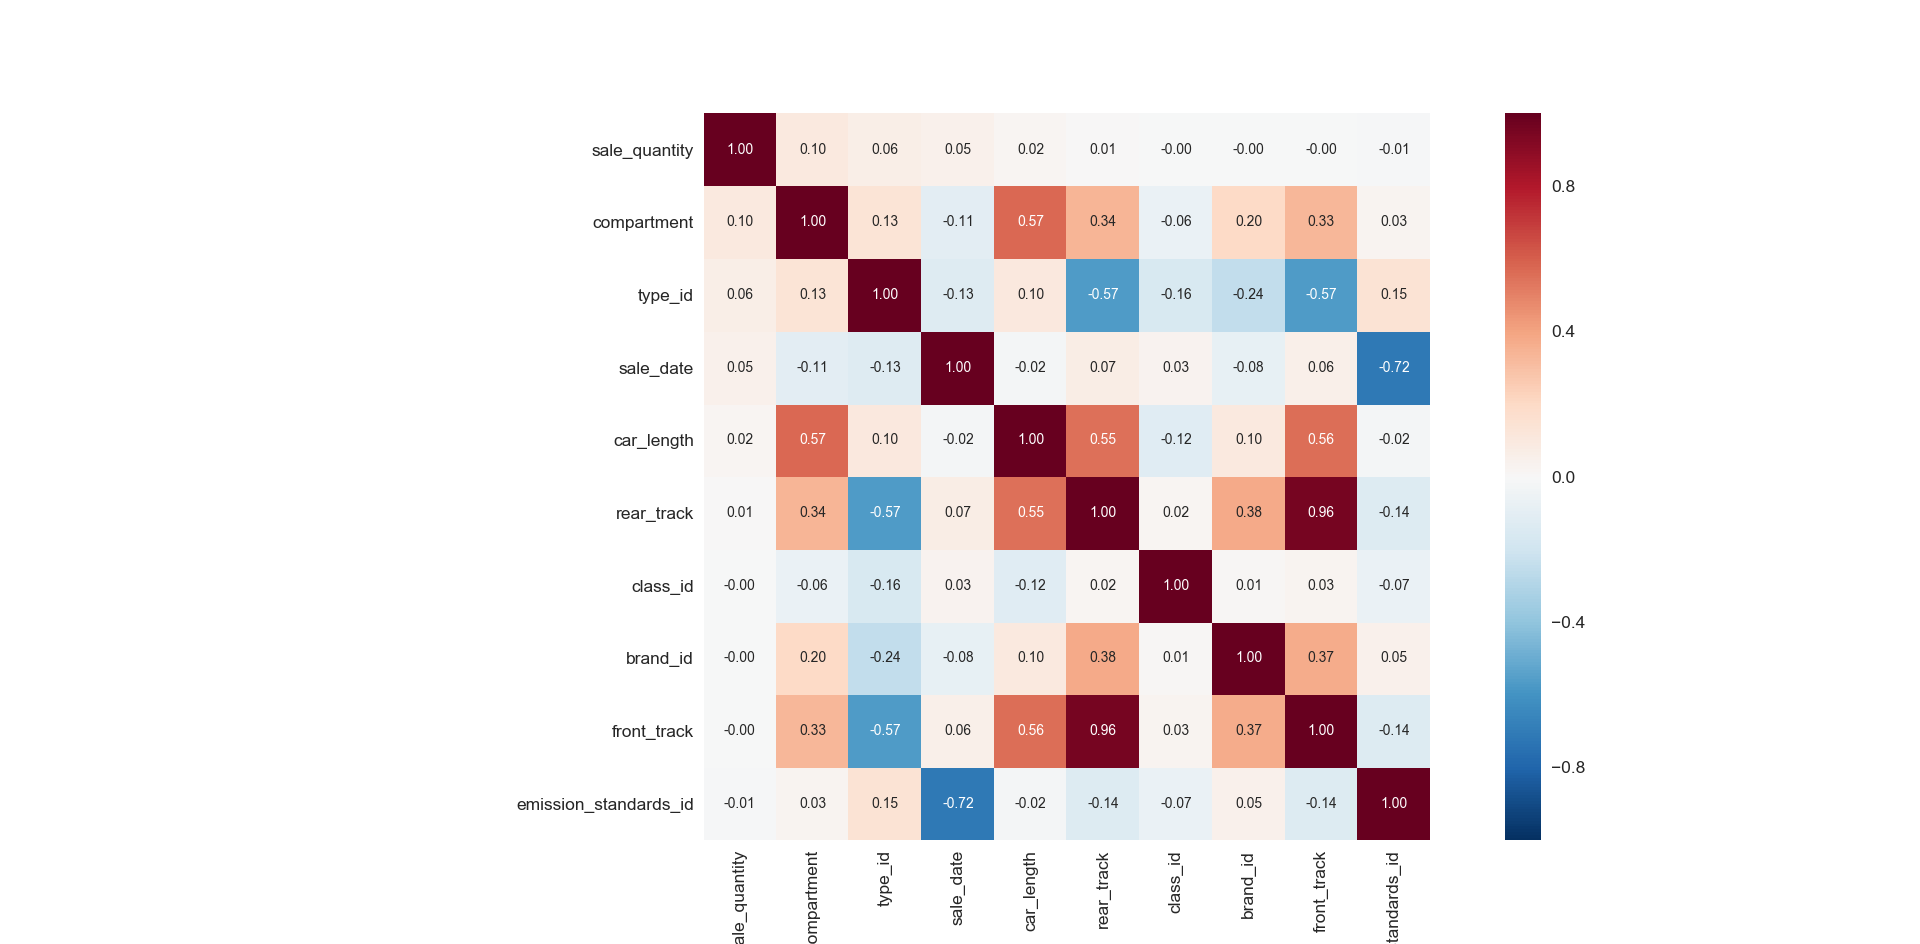 sale_quantity 1.00 0.10 0.06 0.05 0.02 0.01 -0.00 -0.00 -0.00 -0.01
compartment 0.10 1.00 0.13 -0.11 0.57 0.34 -0.06 0.20 0.33 0.03
type_id 0.06 0.13 1.00 -0.13 0.10 -0.57 -0.16 -0.24 -0.57 0.15
sale_date 0.05 -0.11 -0.13 1.00 -0.02 0.07 0.03 -0.08 0.06 -0.72
car_length 0.02 0.57 0.10 -0.02 1.00 0.55 -0.12 0.10 0.56 -0.02
rear_track 0.01 0.34 -0.57 0.07 0.55 1.00 0.02 0.38 0.96 -0.14
class_id -0.00 -0.06 -0.16 0.03 -0.12 0.02 1.00 0.01 0.03 -0.07
brand_id -0.00 0.20 -0.24 -0.08 0.10 0.38 0.01 1.00 0.37 0.05
front_track -0.00 0.33 -0.57 0.06 0.56 0.96 0.03 0.37 1.00 -0.14
emission_standards_id -0.01 0.03 0.15 -0.72 -0.02 -0.14 -0.07 0.05 -0.14 1.00
ale_quantity
ompartment
type_id
sale_date
car_length
rear_track
class_id
brand_id
front_track
tandards_id
0.8
0.4
0.0
−0.4
−0.8